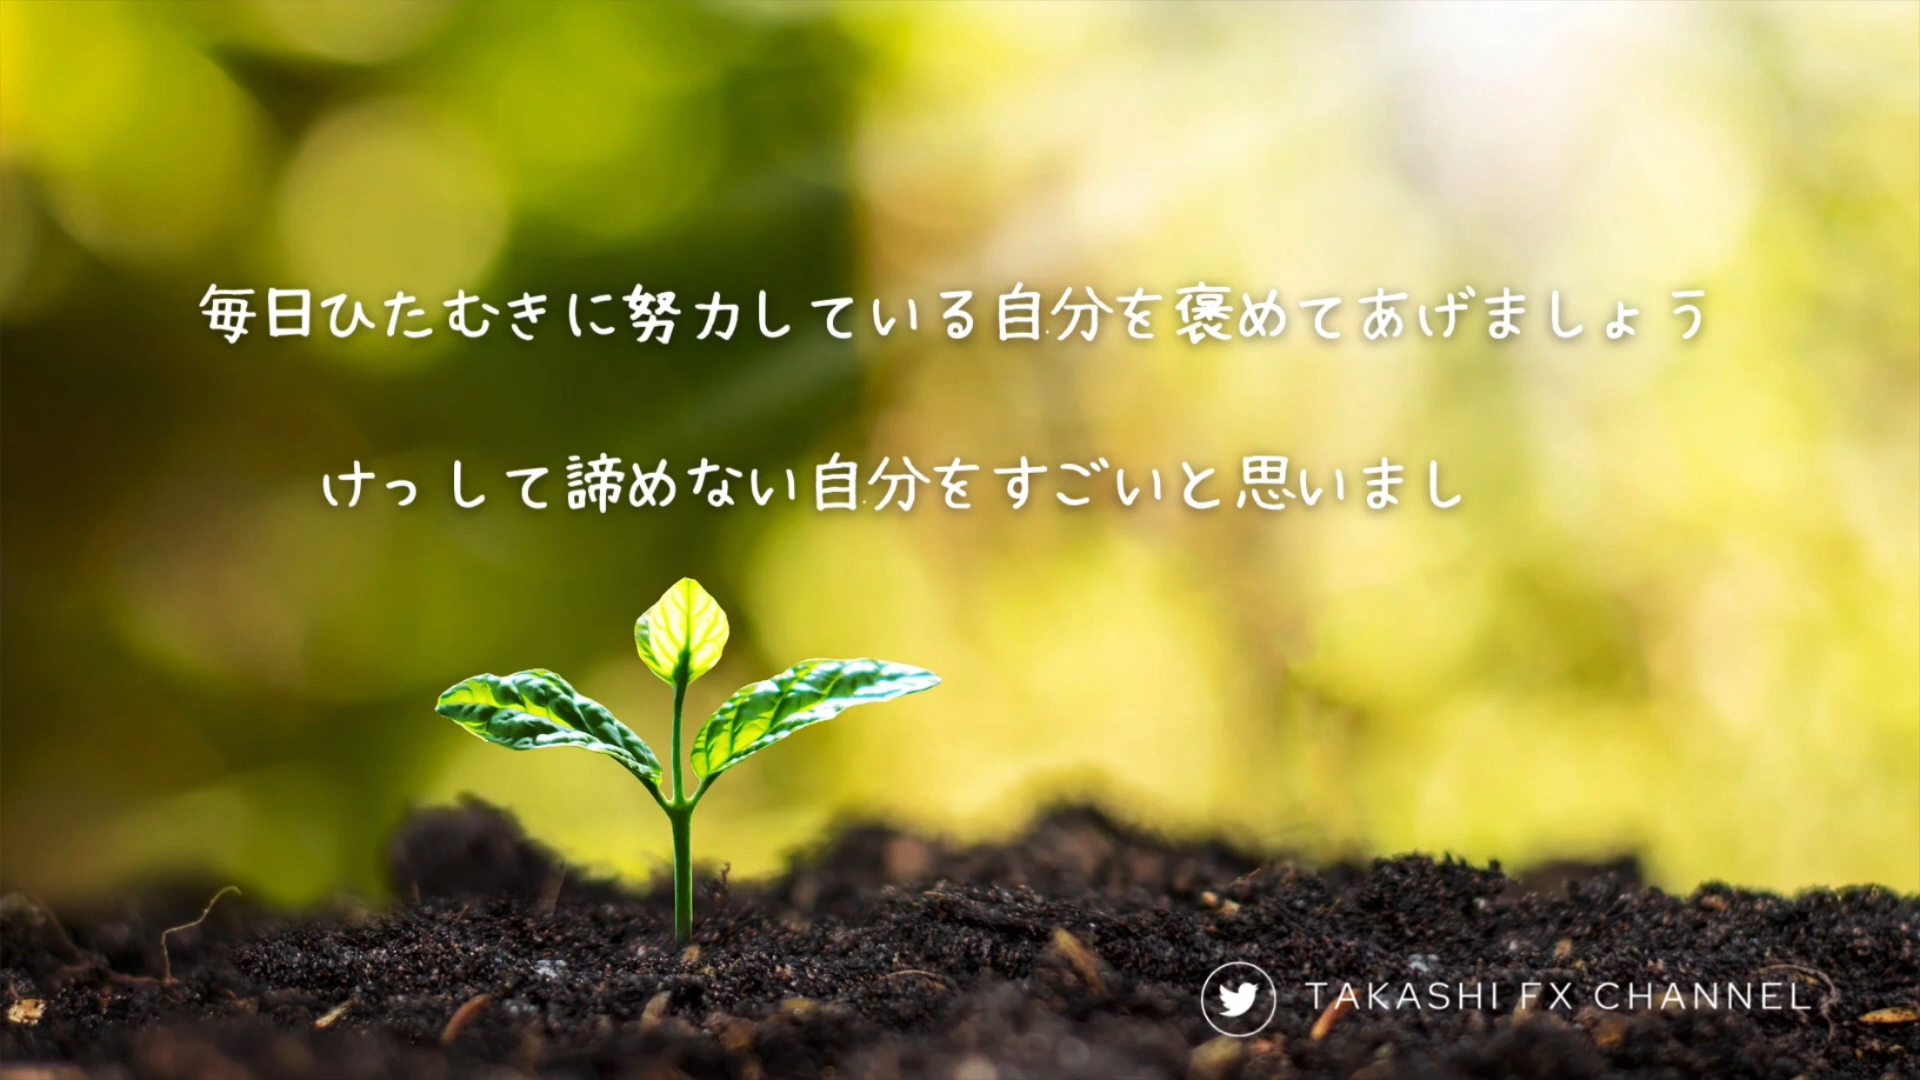 毎日ひたむきに努力している自分を褒めてあげましょう
けっして諦めない自分をすごいと思いまし
TAKASHI FX CHANNEL